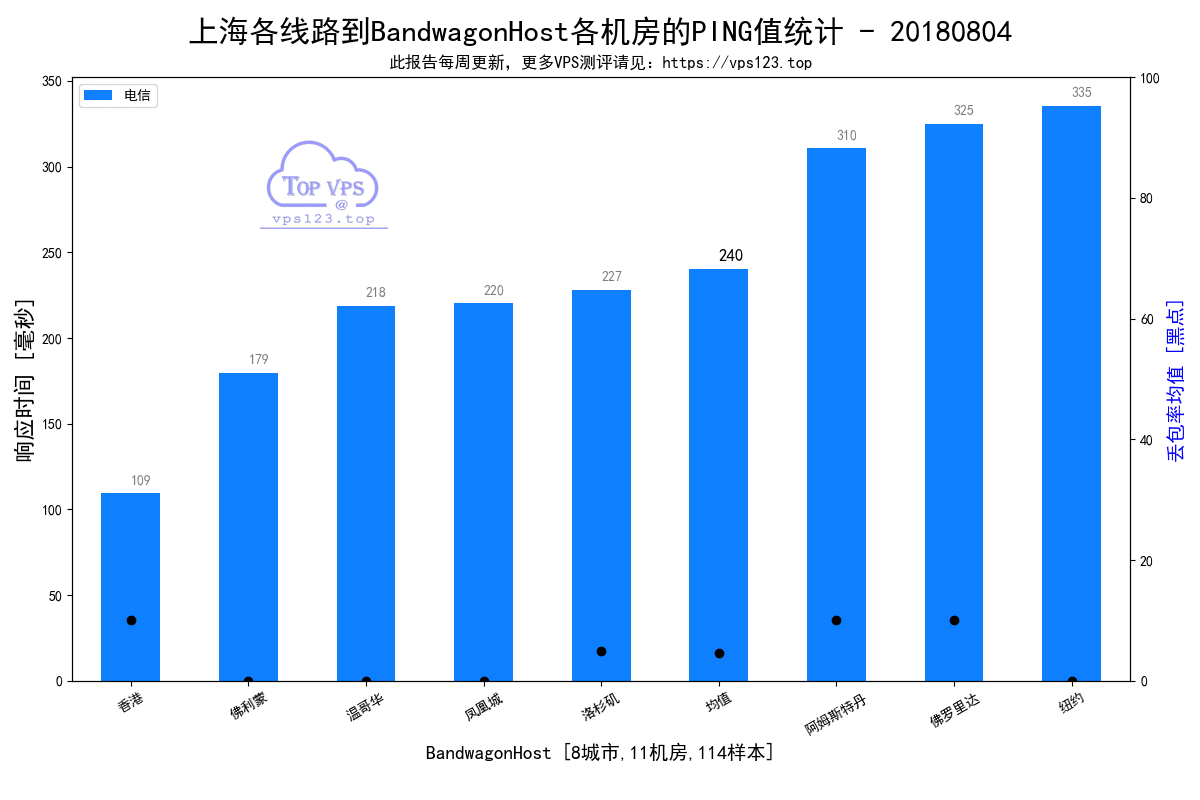 上海各线路到BandwagonHost各机房的PING值统计 - 20180804
此报告每周更新，更多VPS测评请见：https://vps123.top
电信
TOP VPS
@
vps123.top
响应时间 [毫秒]
350
300
250
200
150
100
50
0
109
179
218
220
227
240
310
325
335
100
80
60
40
20
0
丢包率均值 [黑点]
香港
佛利蒙
温哥华
凤凰城
洛杉矶
均值
阿姆斯特丹
佛罗里达
纽约
BandwagonHost [8城市,11机房,114样本]